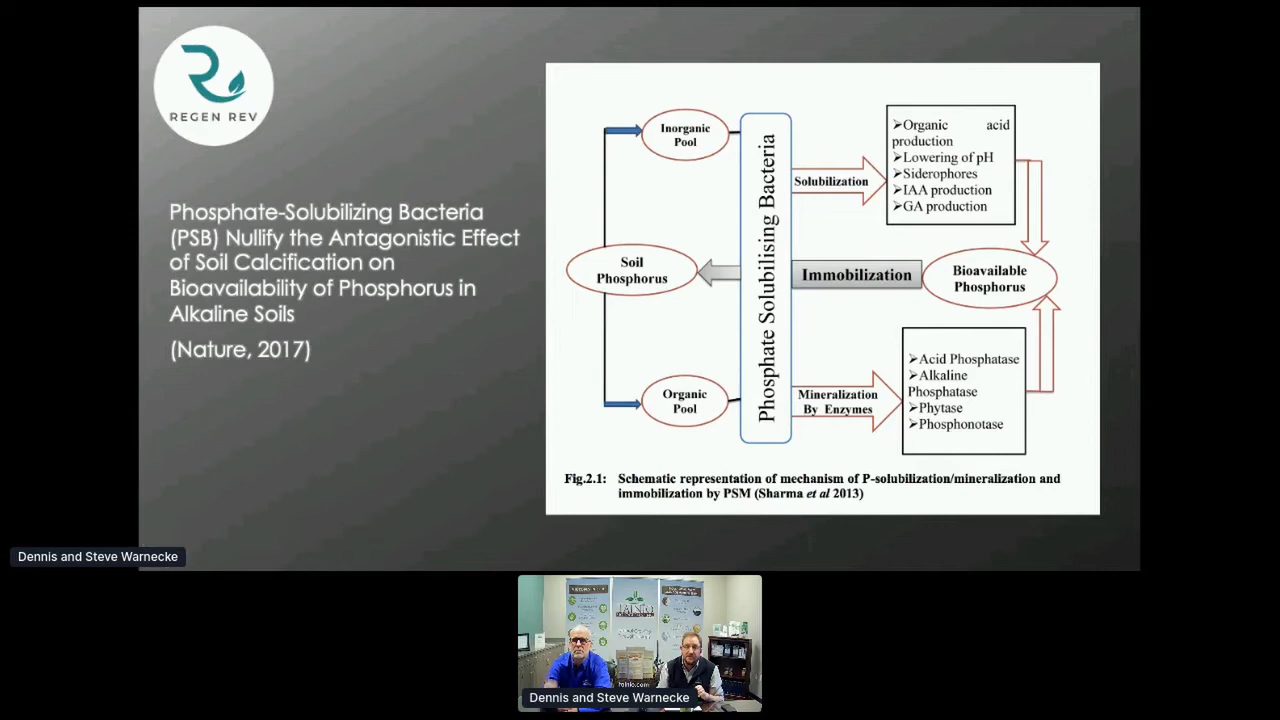 REGEN REV
Phosphate-Solubilizing Bacteria
(PSB) Nullify the Antagonistic Effect
of Soil Calcification on
Bioavailability of Phosphorus in
Alkaline Soils
(Nature, 2017)
Inorganic
Pool
Soil
Phosphorus
Organic
Pool
Phosphate Solubilising Bacteria
Solubilization
➢Organic acid
production
➢Lowering of pH
➢Siderophores
➢IAA production
➢GA production
Immobilization
Bioavailable
Phosphorus
Mineralization
By Enzymes
➢Acid Phosphatase
➢Alkaline
Phosphatase
➢Phytase
➢Phosphonotase
Fig.2.1: Schematic representation of mechanism of P-solubilization/mineralization and
immobilization by PSM (Sharma et al 2013)
Dennis and Steve Warnecke
TAINIO
tainio.com
Dennis and Steve Warnecke